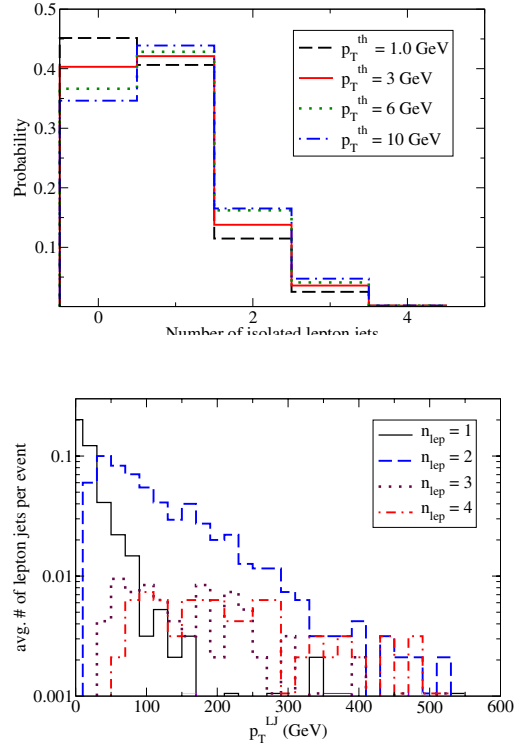 0.5
0.4
0.3
0.2
0.1
Probability
p_T^th = 1.0 GeV
p_T^th = 3 GeV
p_T^th = 6 GeV
p_T^th = 10 GeV
0 2 4
Number of isolated lepton jets
0.1
0.01
0.001
avg. # of lepton jets per event
n_lep = 1
n_lep = 2
n_lep = 3
n_lep = 4
0 100 200 300 400 500 600
p_T^LJ (GeV)